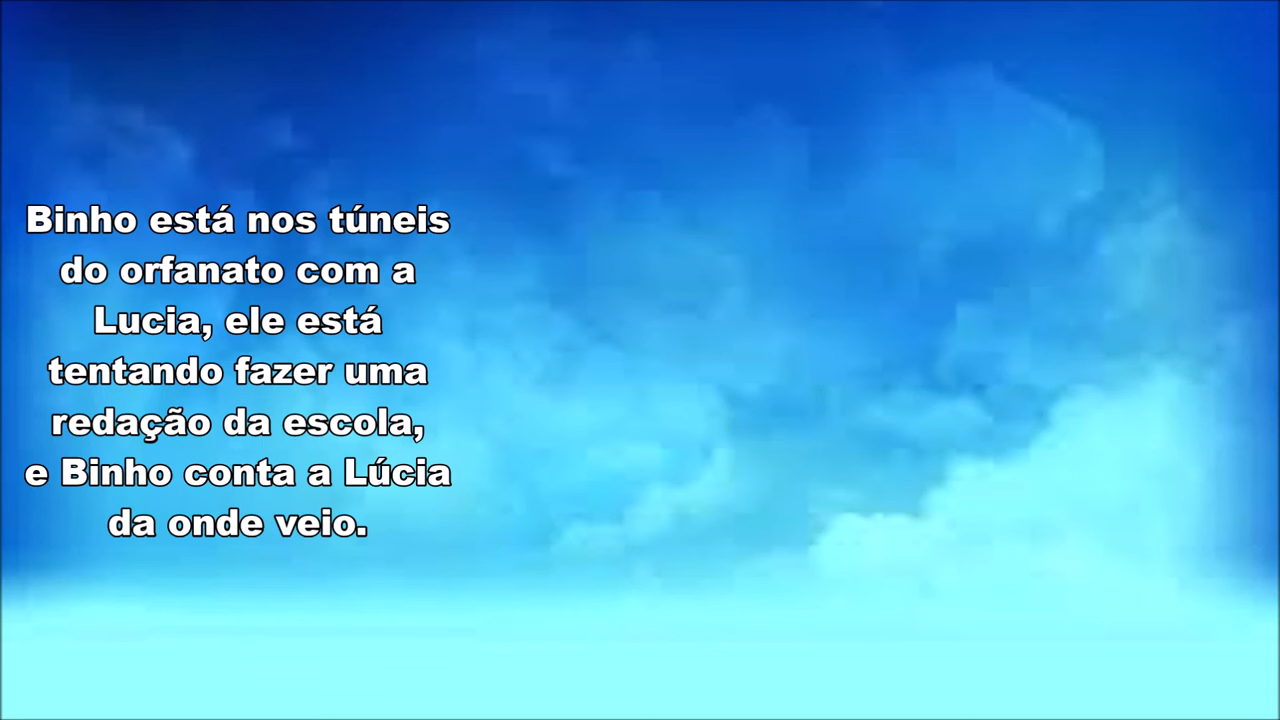 Binho está nos túneis
do orfanato com a
Lucia, ele está
tentando fazer uma
redação da escola,
e Binho conta a Lúcia
da onde veio.